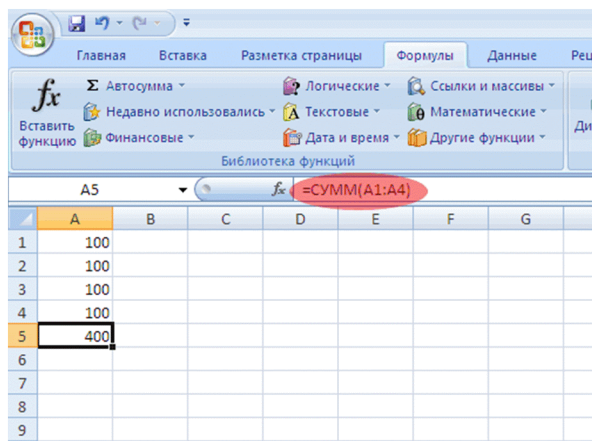 Главная Вставка Разметка страницы Формулы Данные Рец
fx Σ Автосумма Логические Ссылки и массивы
Недавно использовались Текстовые Математические
Вставить функцию Финансовые Дата и время Другие функции Ди
Библиотека функций
A5 fx =СУММ(A1:A4)
A B C D E F G
1 100
2 100
3 100
4 100
5 400
6
7
8
9